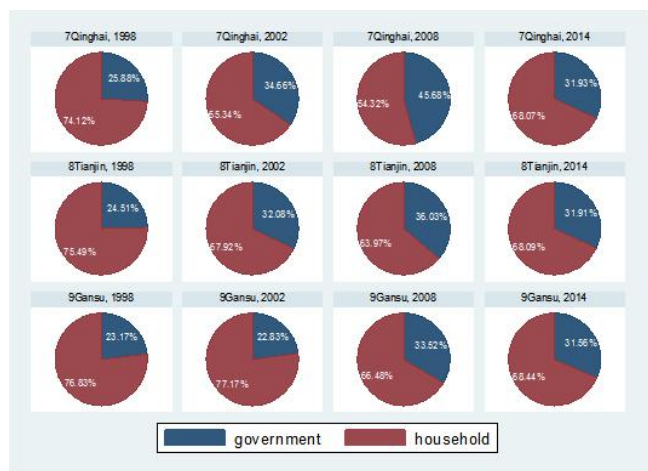 7Qinghai, 1998
7Qinghai, 2002
7Qinghai, 2008
7Qinghai, 2014
25.88%
74.12%
34.66%
65.34%
45.68%
54.32%
31.93%
68.07%
8Tianjin, 1998
8Tianjin, 2002
8Tianjin, 2008
8Tianjin, 2014
24.51%
75.49%
32.08%
67.92%
36.03%
63.97%
31.91%
68.09%
9Gansu, 1998
9Gansu, 2002
9Gansu, 2008
9Gansu, 2014
23.17%
76.83%
22.83%
77.17%
33.52%
66.48%
31.56%
68.44%
government
household